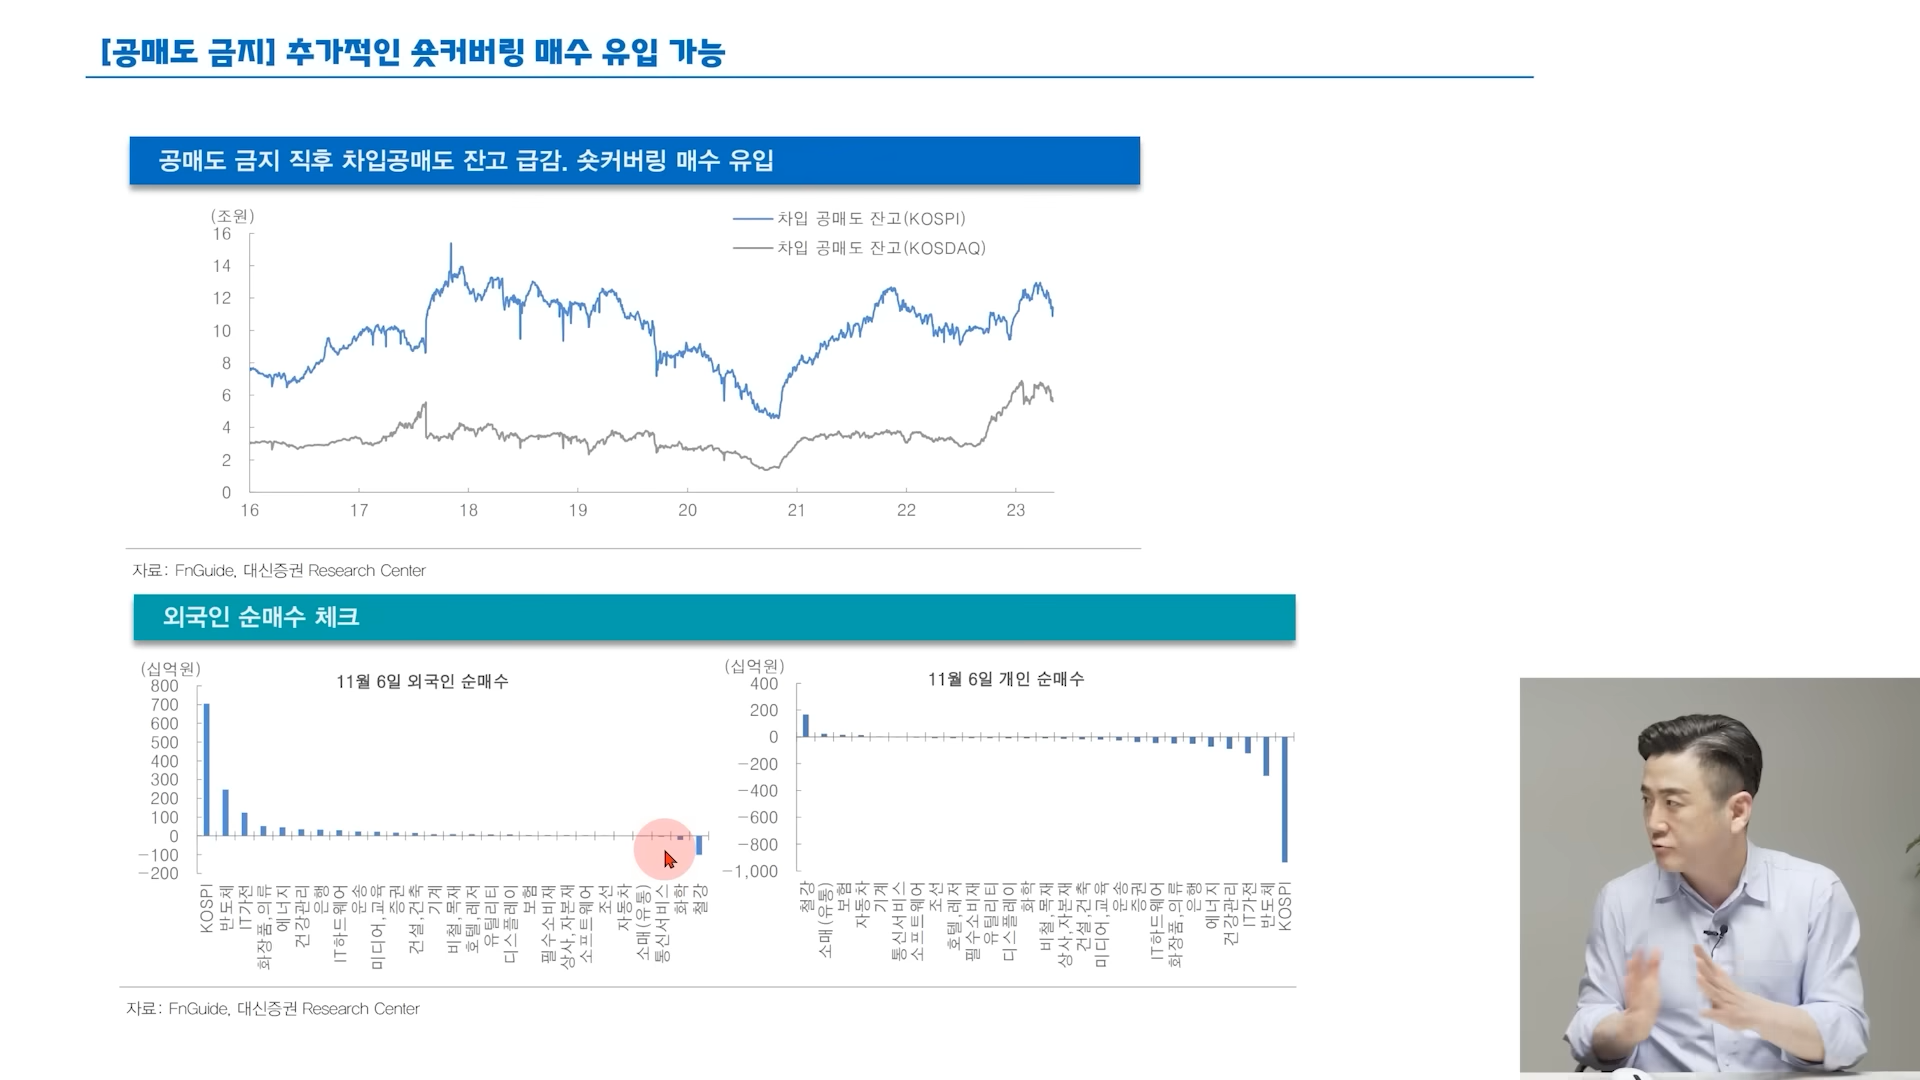 [공매도 금지] 추가적인 숏커버링 매수 유입 가능
공매도 금지 직후 차입공매도 잔고 급감. 숏커버링 매수 유입
(조원)
차입 공매도 잔고(KOSPI)
차입 공매도 잔고(KOSDAQ)
16
14
12
10
8
6
4
2
0
16 17 18 19 20 21 22 23
자료: FnGuide, 대신증권 Research Center
외국인 순매수 체크
(십억원)
11월 6일 외국인 순매수
800
700
600
500
400
300
200
100
0
-100
-200
KOSPI 반도체 IT가전 화장품,의류 에너지 건강관리 은행 IT하드웨어 운송 미디어,교육 증권 건설,건축 기계 비철,목재 호텔,레저 유틸리티 디스플레이 보험 필수소비재 상사,자본재 소프트웨어 조선 자동차 소매(유통) 통신서비스 화학 철강
(십억원)
11월 6일 개인 순매수
400
200
0
-200
-400
-600
-800
-1,000
철강 소매(유통) 보험 자동차 기계 통신서비스 소프트웨어 조선 호텔,레저 필수소비재 유틸리티 디스플레이 화학 비철,목재 상사,자본재 건설,건축 미디어,교육 운송 증권 IT하드웨어 화장품,의류 은행 에너지 건강관리 IT가전 반도체 KOSPI
자료: FnGuide, 대신증권 Research Center